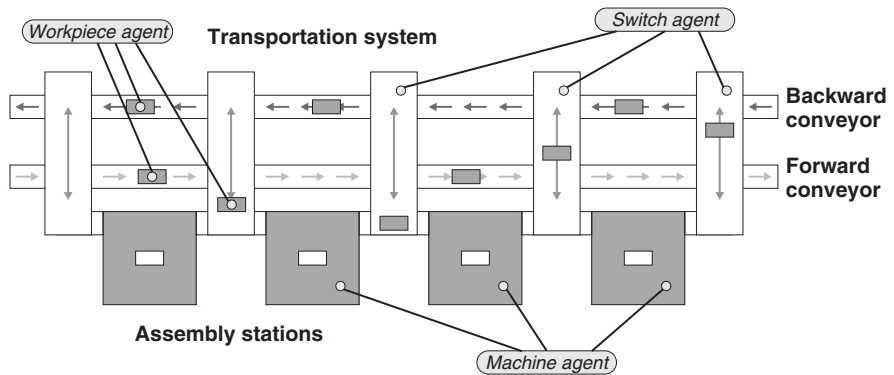 Workpiece agent
Switch agent
Transportation system
Backward
conveyor
Forward
conveyor
Assembly stations
Machine agent